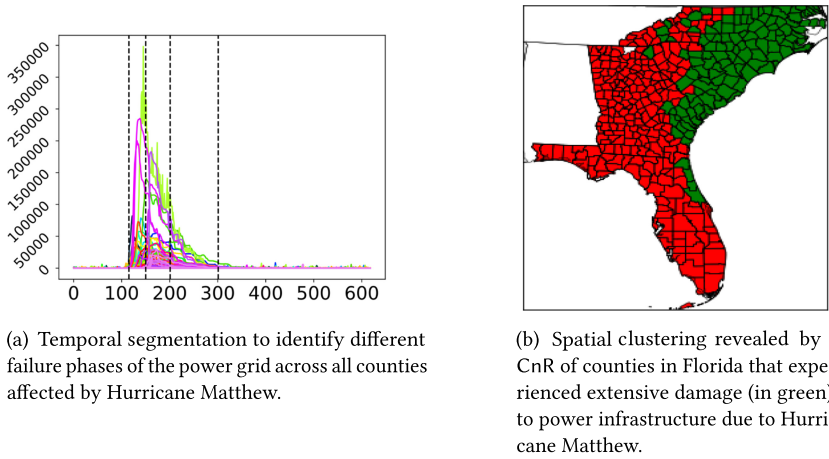 350000
300000
250000
200000
150000
100000
50000
0
0 100 200 300 400 500 600
(a) Temporal segmentation to identify different
failure phases of the power grid across all counties
affected by Hurricane Matthew.
(b) Spatial clustering revealed by
CnR of counties in Florida that expe
rienced extensive damage (in green)
to power infrastructure due to Hurri
cane Matthew.